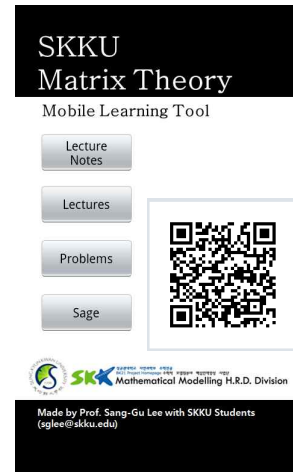 SKKU
Matrix Theory
Mobile Learning Tool
Lecture
Notes
Lectures
Problems
Sage
SKK
Mathematical Modelling H.R.D. Division
Made by Prof. Sang-Gu Lee with SKKU Students
(sglee@skku.edu)